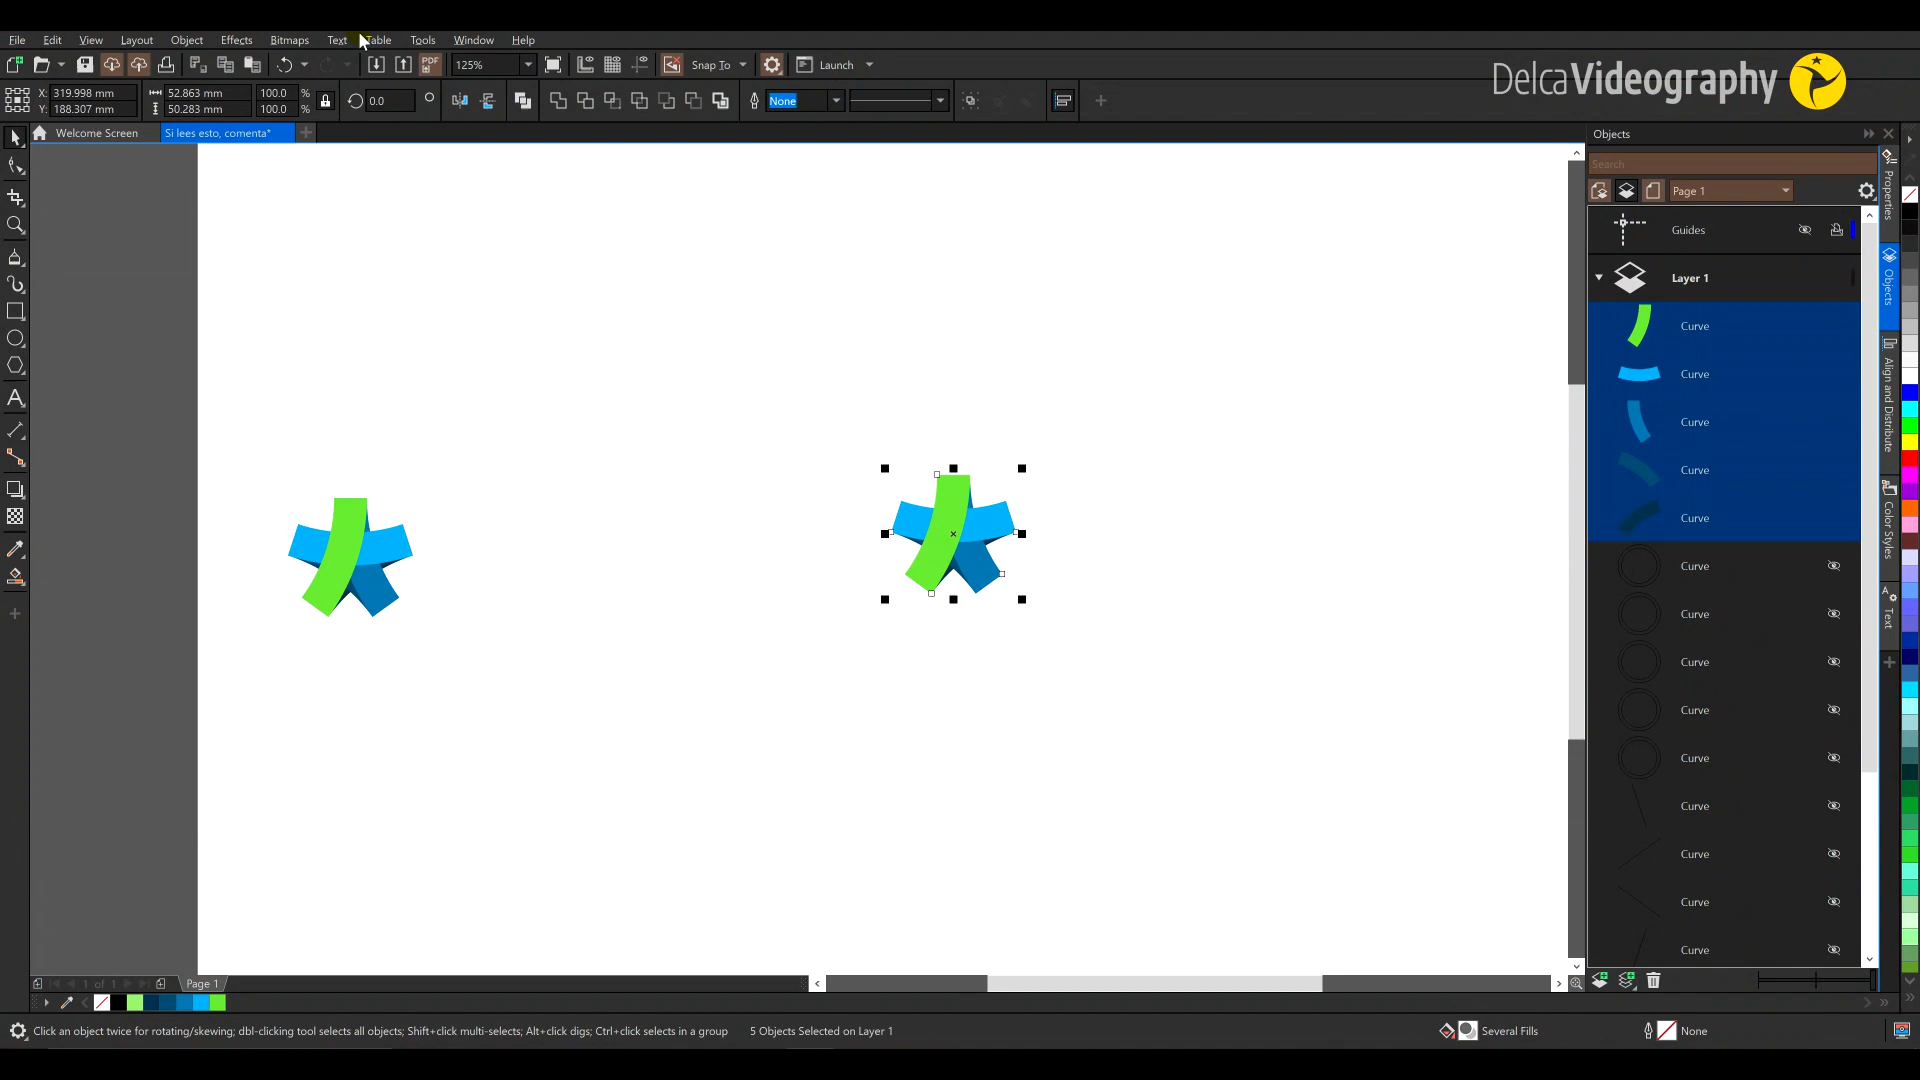 File Edit View Layout Object Effects Bitmaps Text Table Tools Window Help
125% PDF Snap To Launch
DelcaVideography
X: 319.998 mm 52.863 mm 100.0 % 0.0 ° None
Y: 188.307 mm 50.283 mm 100.0 %
Welcome Screen Si lees esto, comenta*
Objects
Search
Page 1
Guides
Layer 1
Curve
Curve
Curve
Curve
Curve
Curve
Curve
Curve
Curve
Curve
Curve
Curve
Curve
Curve
Properties
Objects
Align and Distribute
Color Styles
Text
1 of 1 Page 1
Click an object twice for rotating/skewing; dbl-clicking tool selects all objects; Shift+click multi-selects; Alt+click digs; Ctrl+click selects in a group 5 Objects Selected on Layer 1 Several Fills None